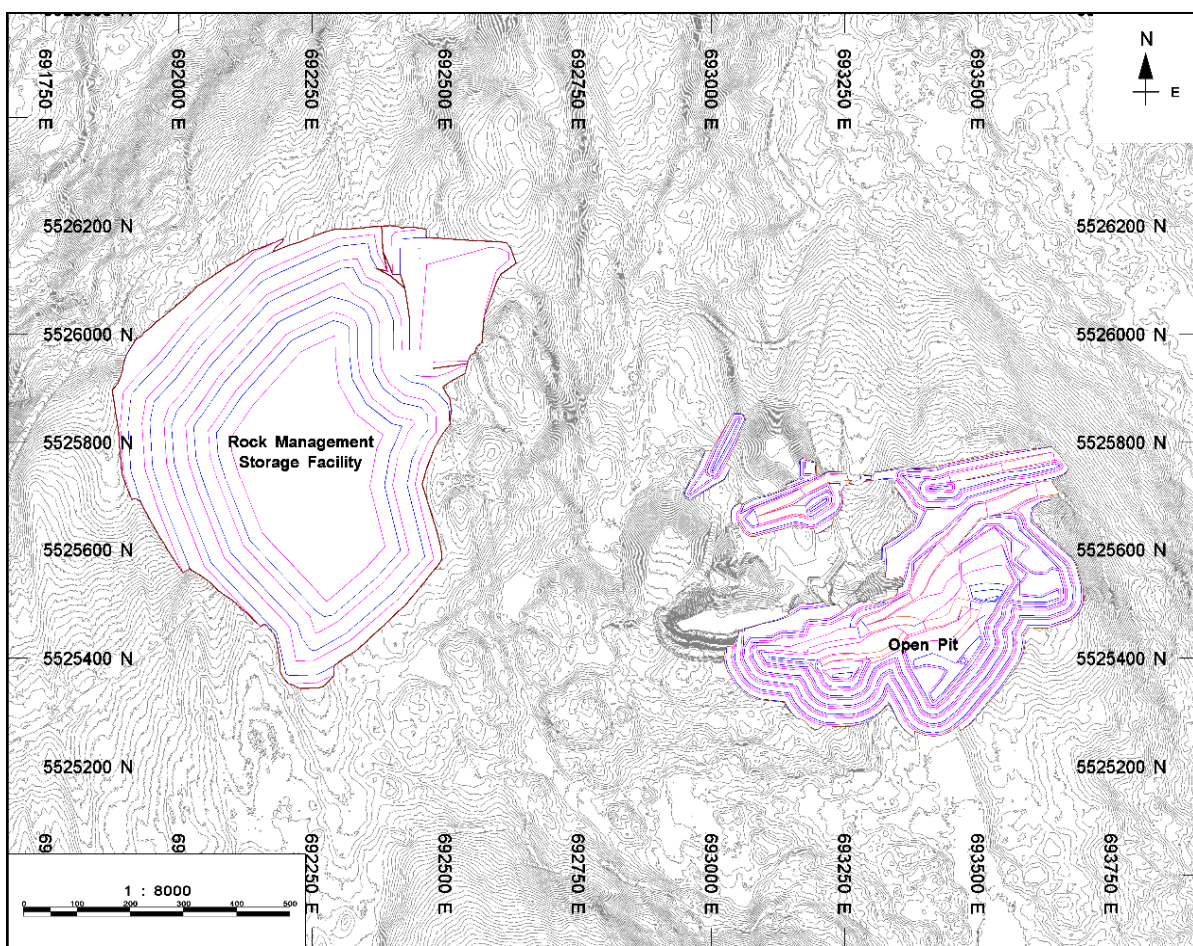 691750 E
692000 E
692250 E
692500 E
692750 E
693000 E
693250 E
693500 E
N
E
5526200 N
5526200 N
5526000 N
5526000 N
5525800 N
5525800 N
Rock Management
Storage Facility
5525600 N
5525600 N
Open Pit
5525400 N
5525400 N
5525200 N
5525200 N
692250 E
692500 E
692750 E
693000 E
693250 E
693500 E
693750 E
1 : 8000
0 100 200 300 400 500